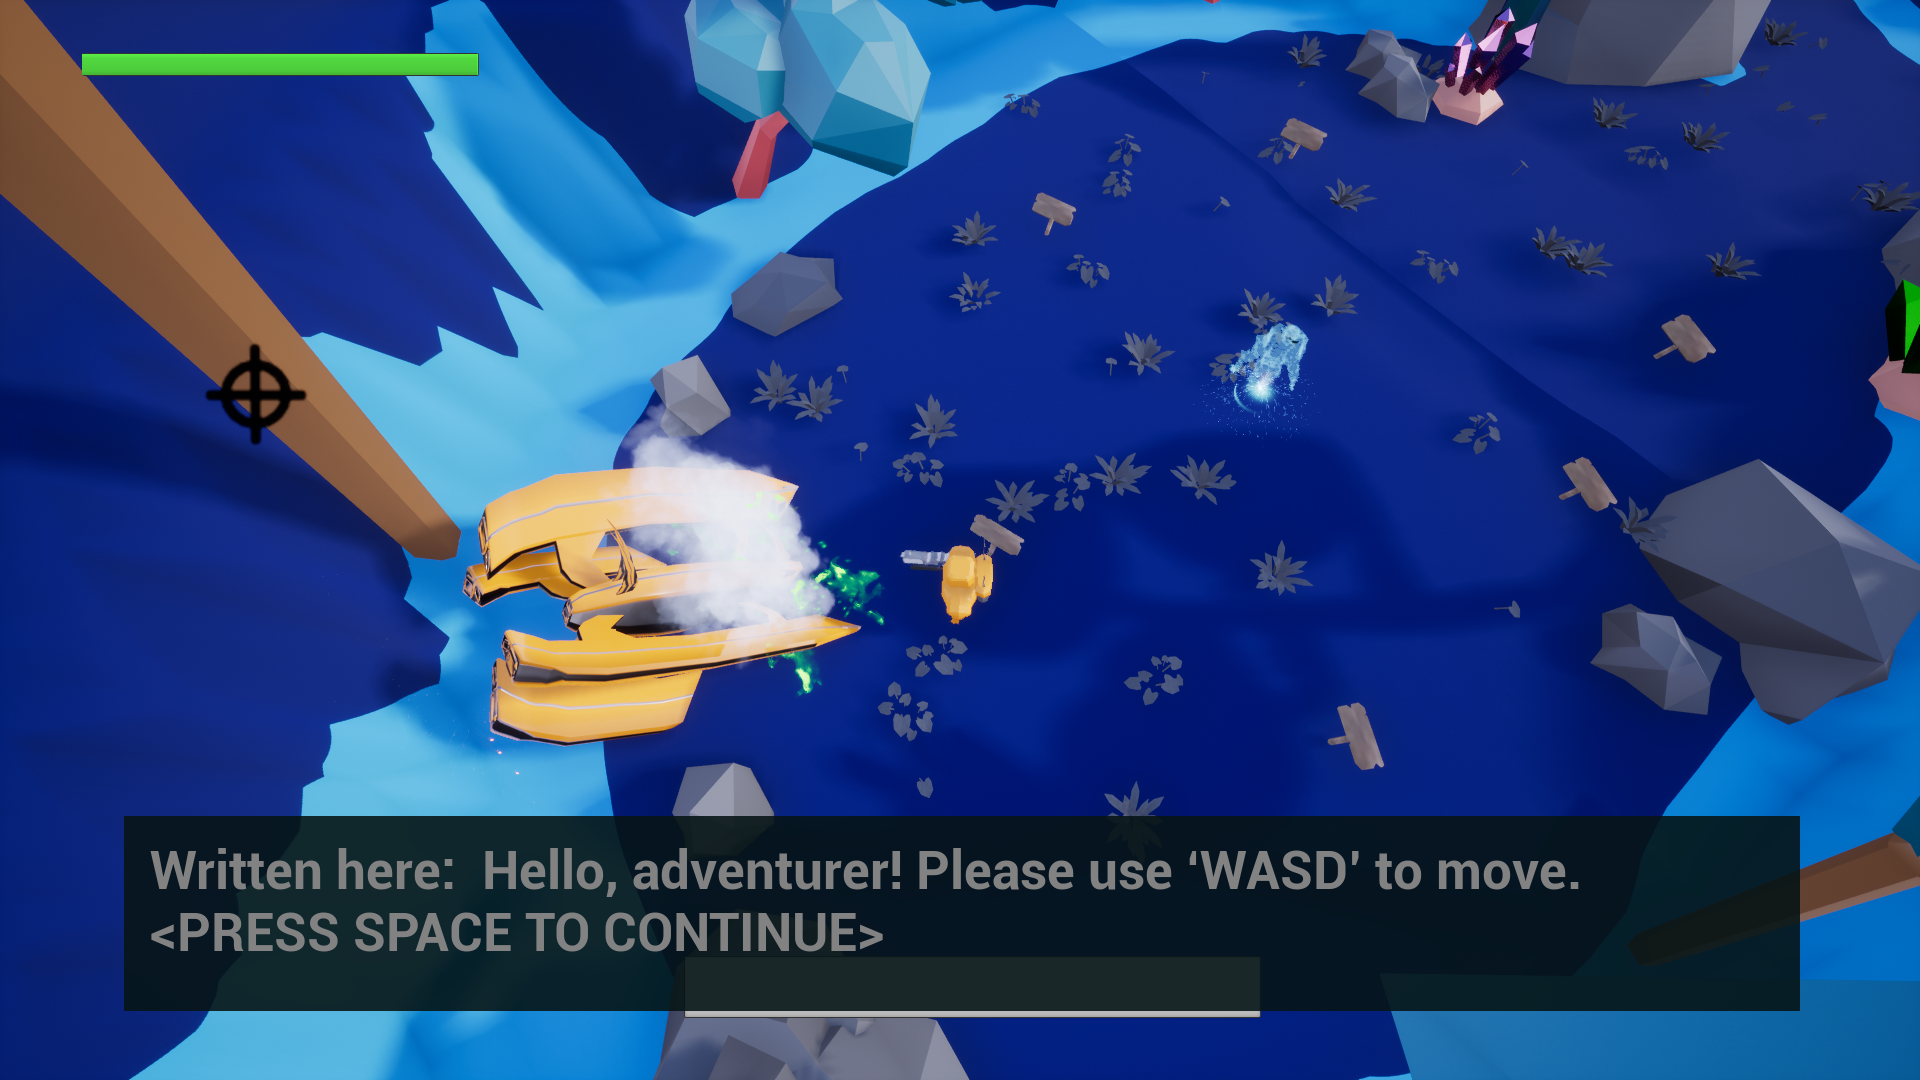 Written here:  Hello, adventurer! Please use ‘WASD’ to move.
<PRESS SPACE TO CONTINUE>